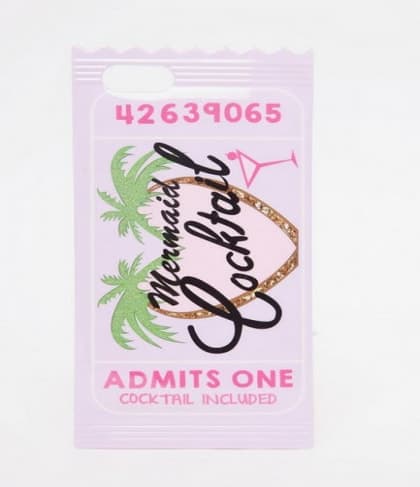 42639065
Mermaid
Cocktail
ADMITS ONE
COCKTAIL INCLUDED